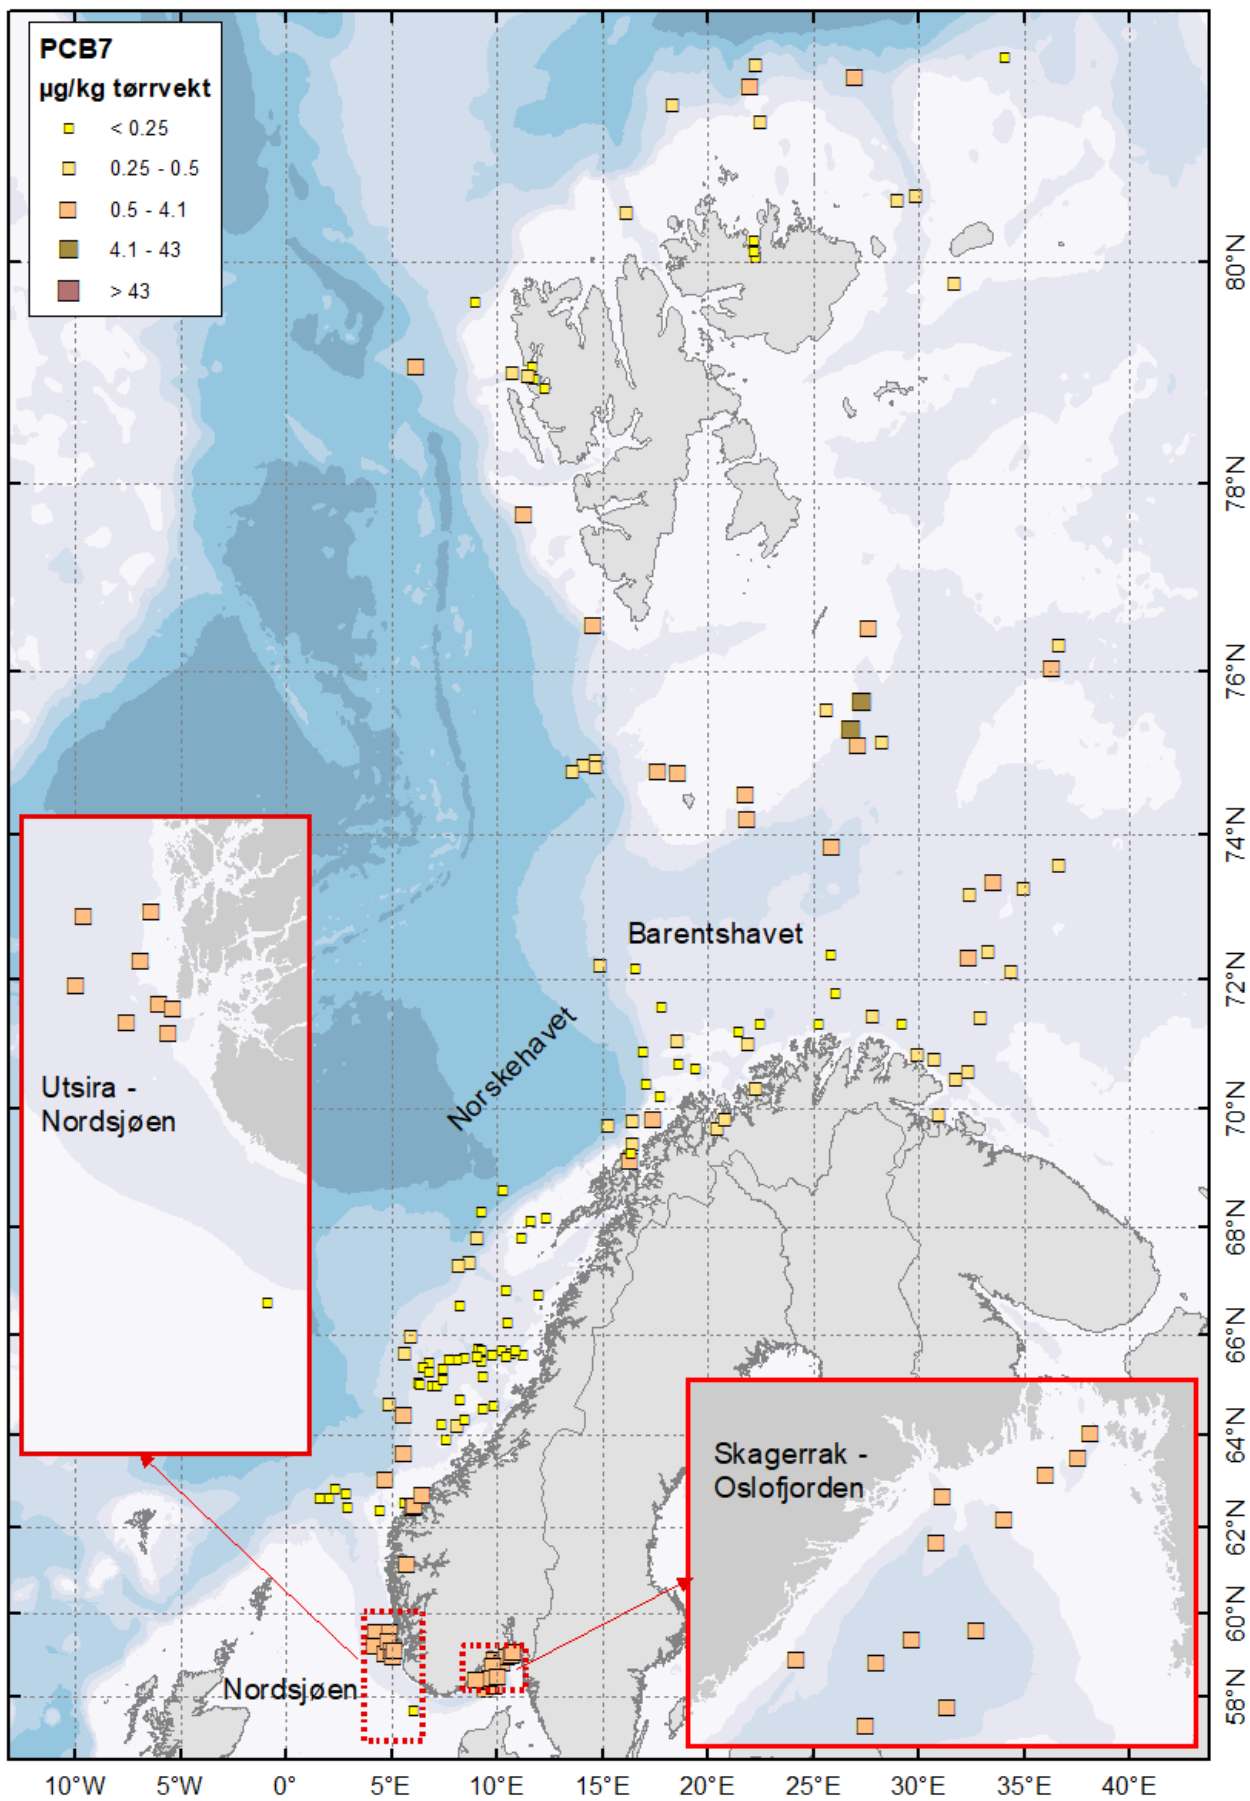 PCB7
µg/kg tørrvekt
< 0.25
0.25 - 0.5
0.5 - 4.1
4.1 - 43
> 43
80°N
78°N
76°N
74°N
Barentshavet
72°N
Norskehavet
Utsira -
Nordsjøen
70°N
68°N
66°N
64°N
Skagerrak -
Oslofjorden
62°N
60°N
Nordsjøen
58°N
10°W 5°W 0° 5°E 10°E 15°E 20°E 25°E 30°E 35°E 40°E